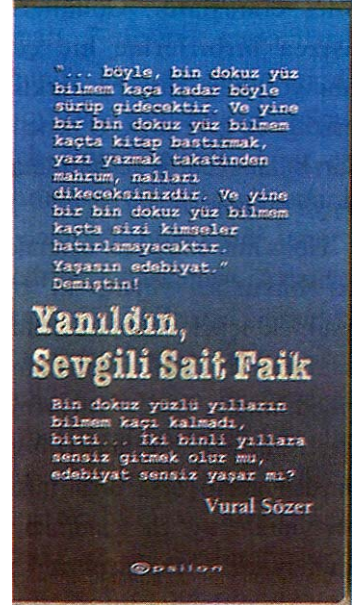 "... böyle, bin dokuz yüz
bilmem kaça kadar böyle
sürüp gidecektir. Ve yine
bir bin dokuz yüz bilmem
kaçta kitap bastırmak,
yazı yazmak takatinden
mahrum, nalları
dikeceksinizdir. Ve yine
bir bin dokuz yüz bilmem
kaçta sizi kimseler
hatırlamayacaktır.
Yaşasın edebiyat."
Demiştin!
Yanıldın,
Sevgili Sait Faik
Bin dokuz yüzlü yılların
bilmem kaçı kalmadı,
bitti... İki binli yıllara
sensiz gitmek olur mu,
edebiyat sensiz yaşar mı?
Vural Sözer
epsilon